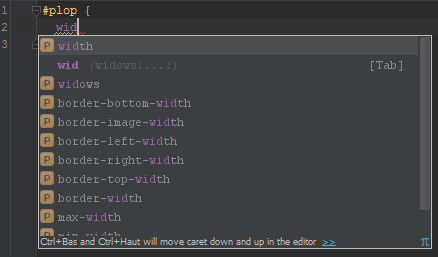 1 #plop {
2 wid
3
p width
wid {widows:...;} [Tab]
p widows
p border-bottom-width
p border-image-width
p border-left-width
p border-right-width
p border-top-width
p border-width
p max-width
p min-width
Ctrl+Bas and Ctrl+Haut will move caret down and up in the editor >> π